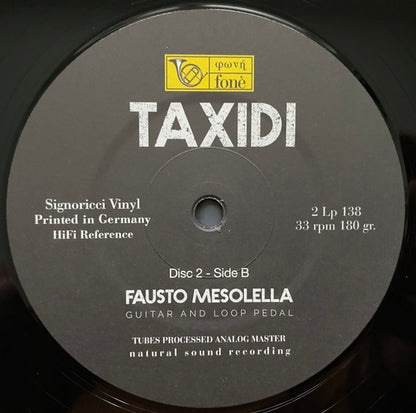 φωνή
fonè
TAXIDI
Signoricci Vinyl
Printed in Germany
HiFi Reference
2 Lp 138
33 rpm 180 gr.
Disc 2 - Side B
FAUSTO MESOLELLA
GUITAR AND LOOP PEDAL
TUBES PROCESSED ANALOG MASTER
natural sound recording